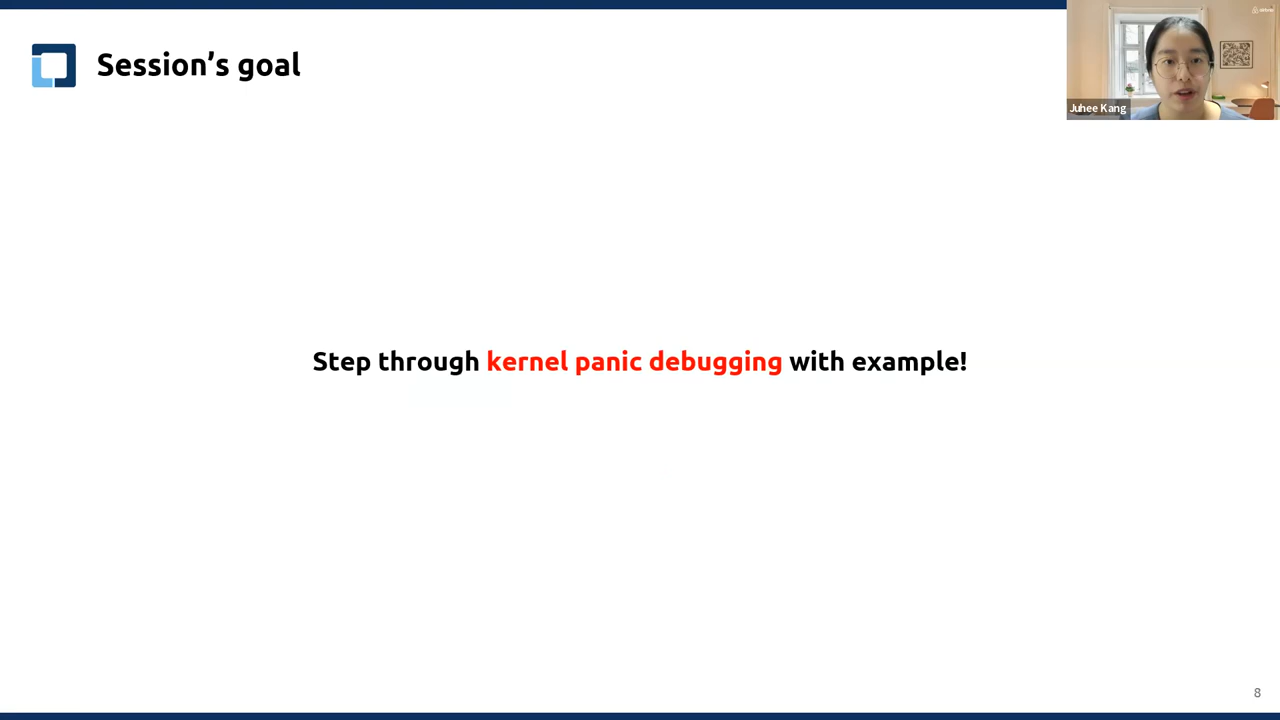 Session's goal
Juhee Kang
Step through kernel panic debugging with example!
8